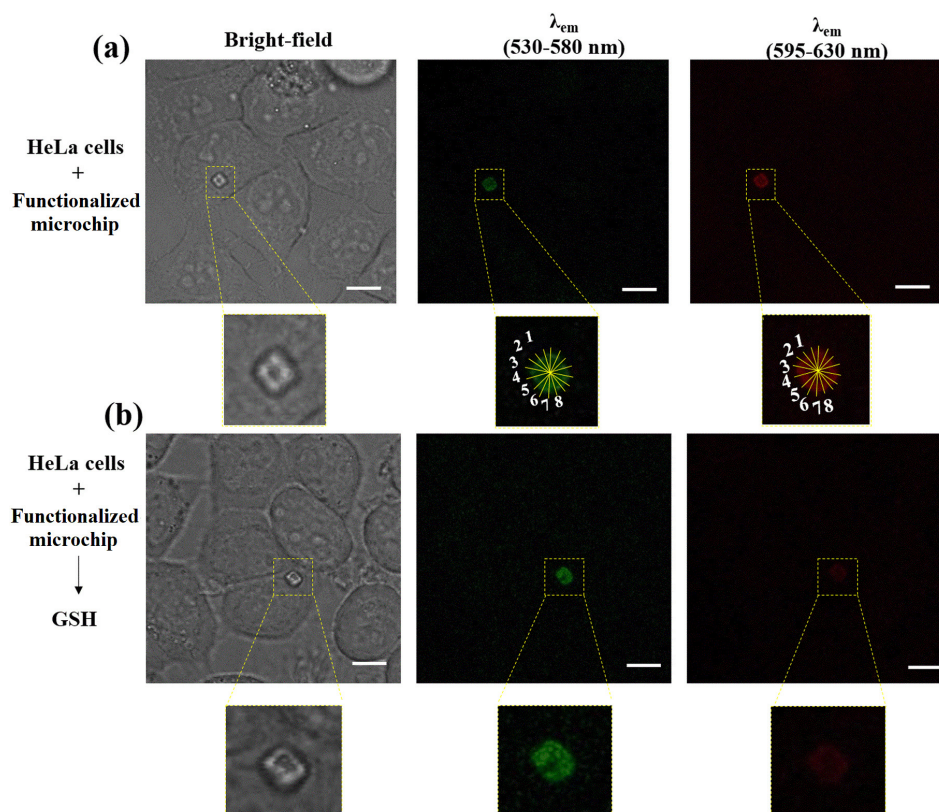 (a)
Bright-field
λem
(530-580 nm)
λem
(595-630 nm)
HeLa cells
+
Functionalized
microchip
1
2
3
4
5
6
7
8
1
2
3
4
5
6
7
8
(b)
HeLa cells
+
Functionalized
microchip
GSH